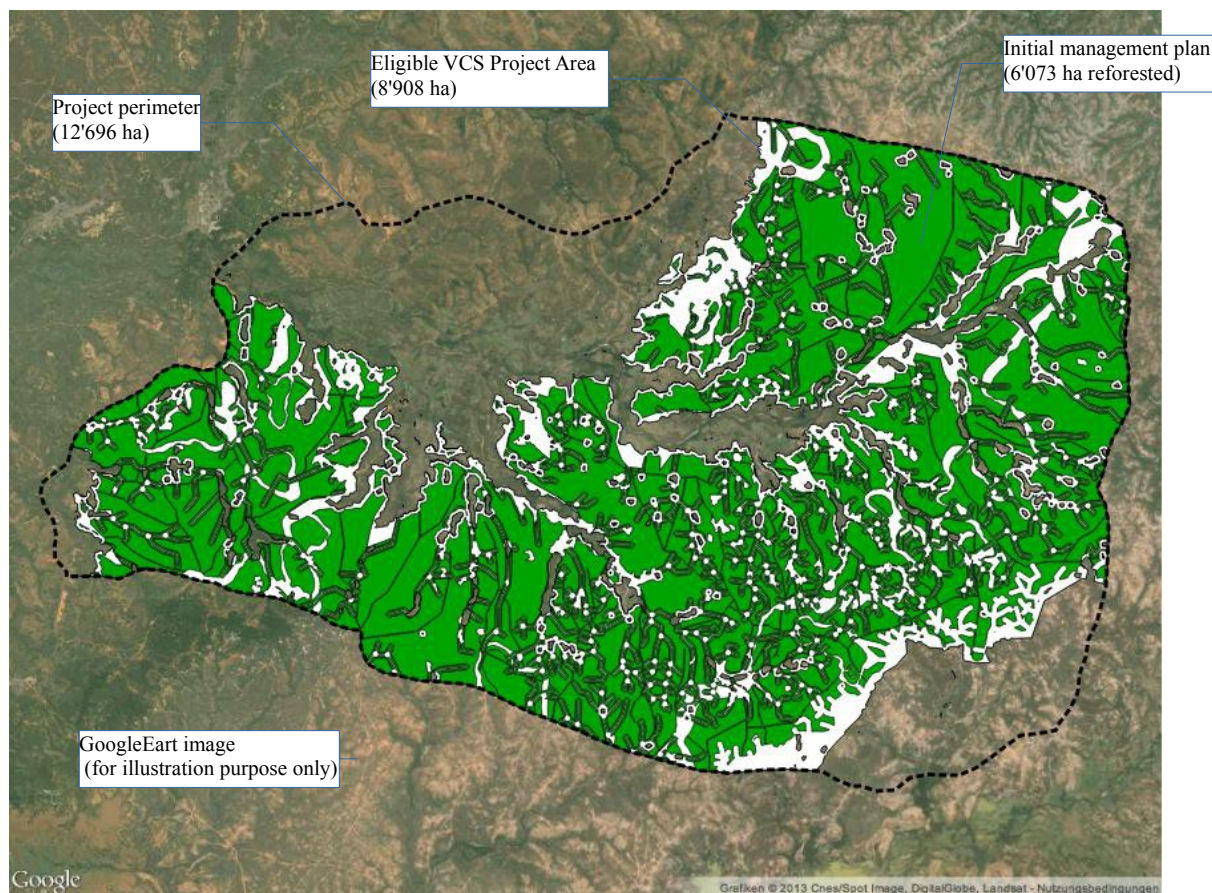 Initial management plan
(6'073 ha reforested)
Eligible VCS Project Area
(8'908 ha)
Project perimeter
(12'696 ha)
GoogleEart image
(for illustration purpose only)
Google
Grafiken © 2013 Cnes/Spot Image, DigitalGlobe, Landsat - Nutzungsbedingungen